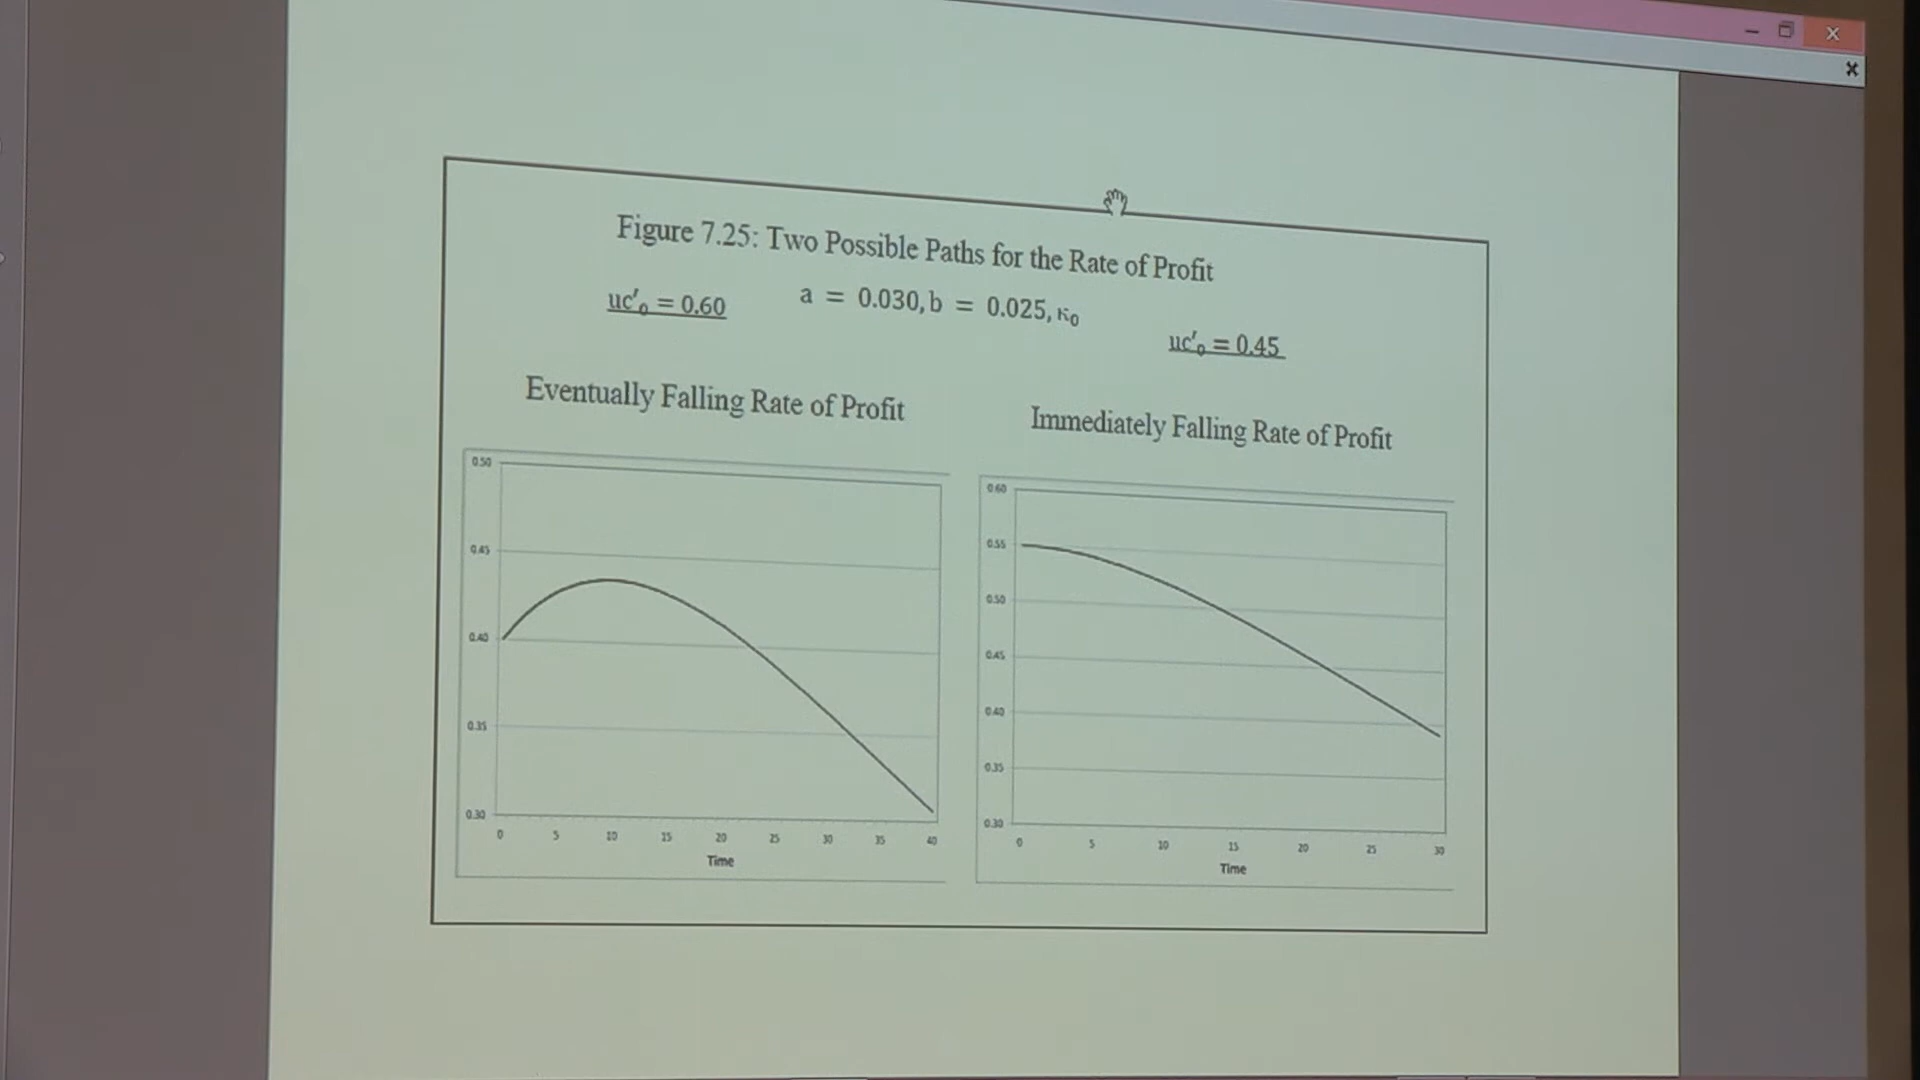 Figure 7.25: Two Possible Paths for the Rate of Profit
uc′₀ = 0.60
a = 0.030, b = 0.025, κ₀
uc′₀ = 0.45
Eventually Falling Rate of Profit
0.50
0.45
0.40
0.35
0.30
0 5 10 15 20 25 30 35 40
Time
Immediately Falling Rate of Profit
0.60
0.55
0.50
0.45
0.40
0.35
0.30
0 5 10 15 20 25 30
Time